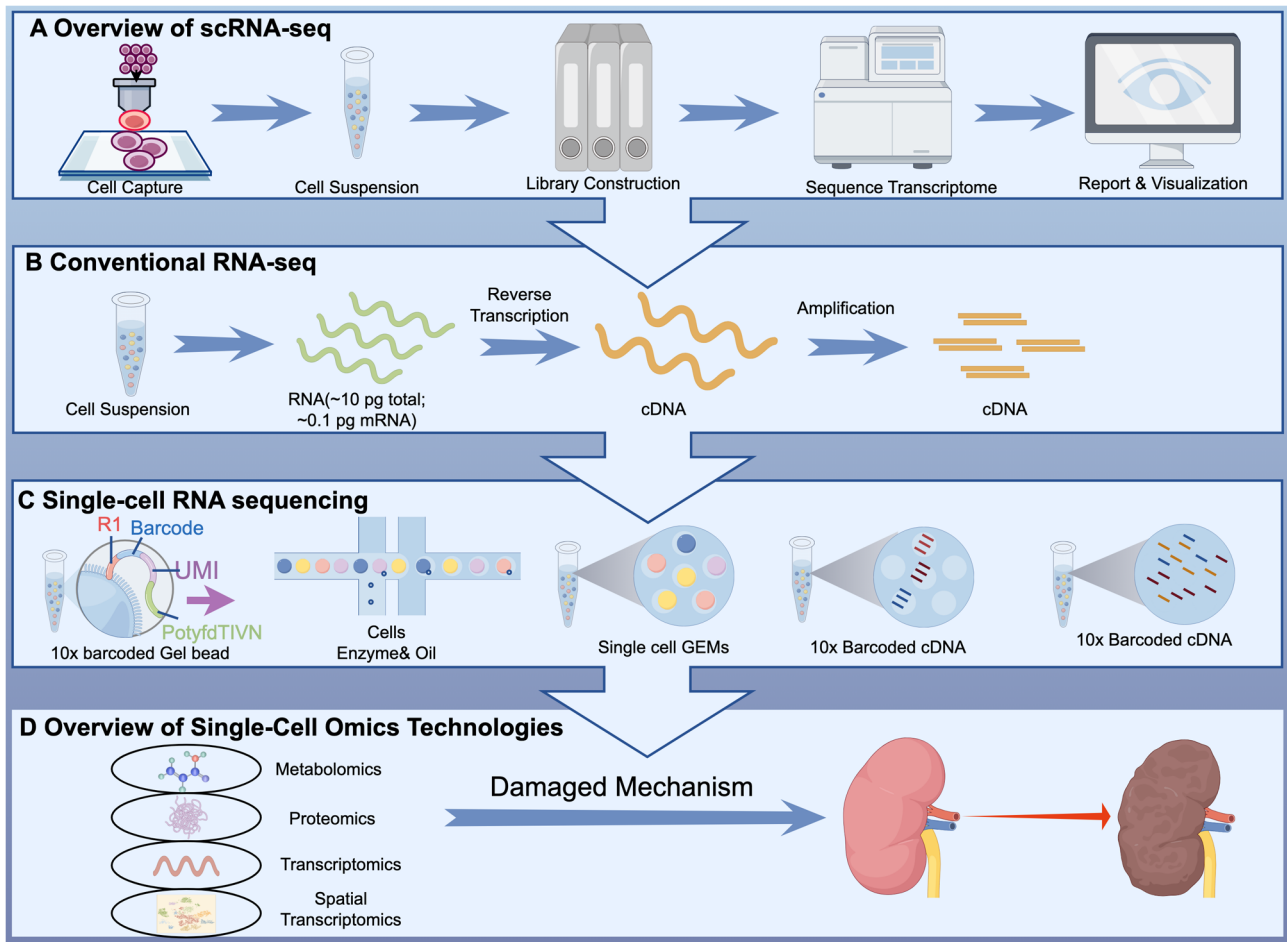 A Overview of scRNA-seq
Cell Capture
Cell Suspension
Library Construction
Sequence Transcriptome
Report & Visualization
B Conventional RNA-seq
Cell Suspension
RNA(~10 pg total;
~0.1 pg mRNA)
Reverse
Transcription
cDNA
Amplification
cDNA
C Single-cell RNA sequencing
R1
Barcode
UMI
PotyfdTIVN
10x barcoded Gel bead
Cells
Enzyme& Oil
Single cell GEMs
10x Barcoded cDNA
10x Barcoded cDNA
D Overview of Single-Cell Omics Technologies
Metabolomics
Proteomics
Transcriptomics
Spatial
Transcriptomics
Damaged Mechanism